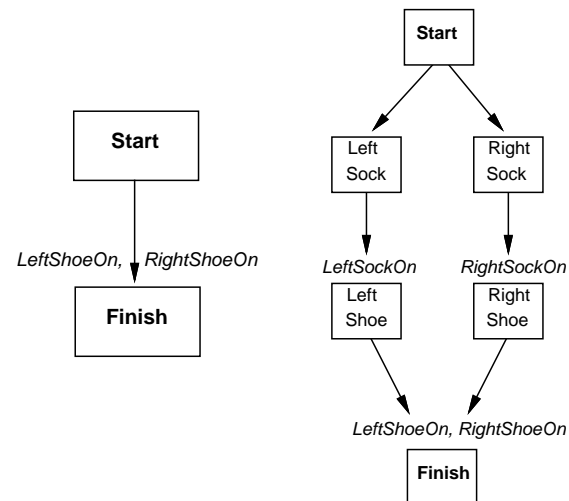 Start
LeftShoeOn, RightShoeOn
Finish
Start
Left
Sock
Right
Sock
LeftSockOn
RightSockOn
Left
Shoe
Right
Shoe
LeftShoeOn, RightShoeOn
Finish